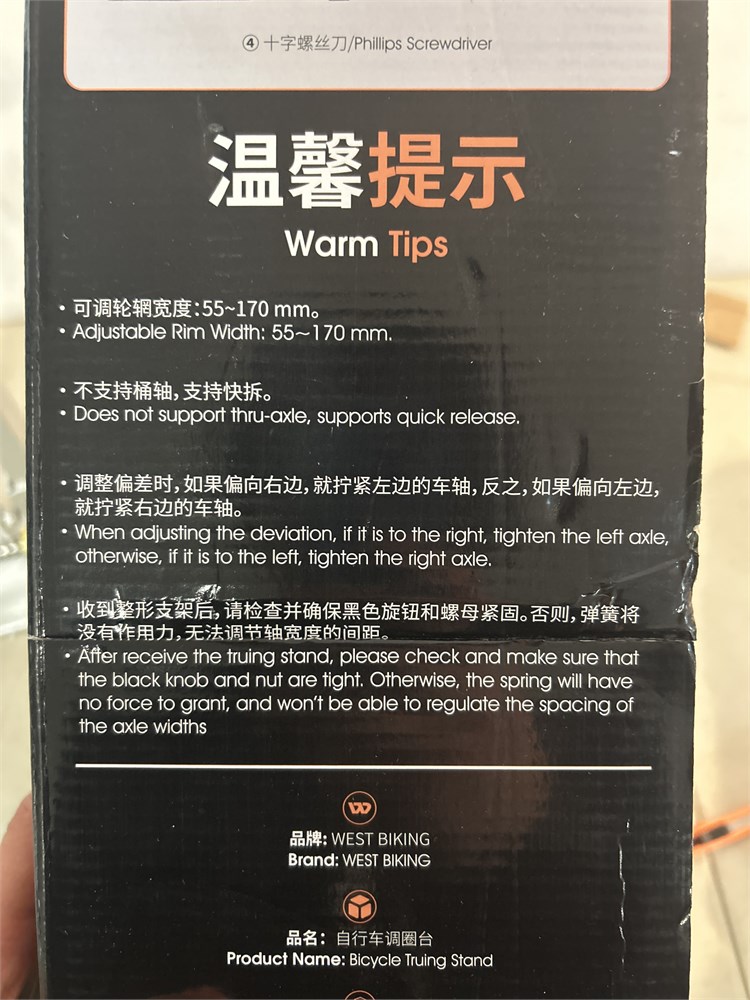 ④ 十字螺丝刀/Phillips Screwdriver
温馨提示
Warm Tips
• 可调轮辋宽度：55~170 mm。
• Adjustable Rim Width: 55~170 mm.
• 不支持桶轴，支持快拆。
• Does not support thru-axle, supports quick release.
• 调整偏差时，如果偏向右边，就拧紧左边的车轴，反之，如果偏向左边，
就拧紧右边的车轴。
• When adjusting the deviation, if it is to the right, tighten the left axle,
otherwise, if it is to the left, tighten the right axle.
• 收到整形支架后，请检查并确保黑色旋钮和螺母紧固。否则，弹簧将
没有作用力，无法调节轴宽度的间距。
• After receive the truing stand, please check and make sure that
the black knob and nut are tight. Otherwise, the spring will have
no force to grant, and won't be able to regulate the spacing of
the axle widths
品牌: WEST BIKING
Brand: WEST BIKING
品名： 自行车调圈台
Product Name: Bicycle Truing Stand